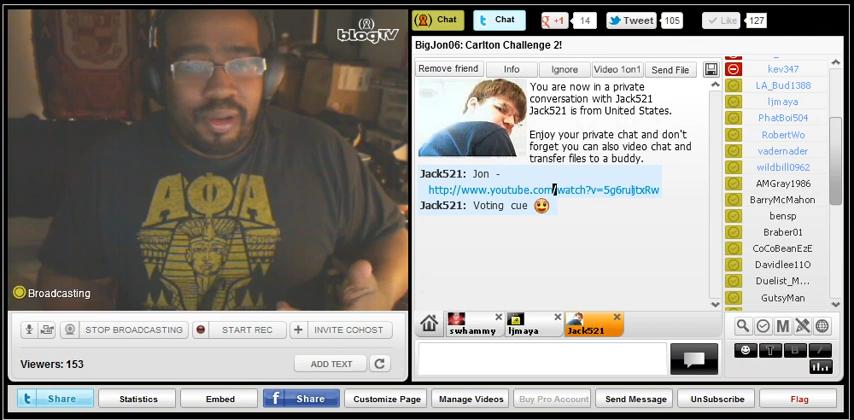 blogTV
ΑΦΑ
Broadcasting
STOP BROADCASTING
START REC
INVITE COHOST
Viewers: 153
ADD TEXT
Chat
t Chat
g +1
14
Tweet
105
Like
127
BigJon06: Carlton Challenge 2!
Remove friend
Info
Ignore
Video 1on1
Send File
You are now in a private
conversation with Jack521
Jack521 is from United States.
Enjoy your private chat and don't
forget you can also video chat and
transfer files to a buddy.
Jack521: Jon -
http://www.youtube.com/watch?v=5g6ruljtxRw
Jack521: Voting cue
swhammy
ljmaya
Jack521
kev347
LA_Bud1388
ljmaya
PhatBoi504
RobertWo
vadernader
wildbill0962
AMGray1986
BarryMcMahon
bensp
Braber01
CoCoBeanEzE
Davidlee11O
Duelist_M...
GutsyMan
M
T
B
I
t Share
Statistics
Embed
f Share
Customize Page
Manage Videos
Buy Pro Account
Send Message
UnSubscribe
Flag